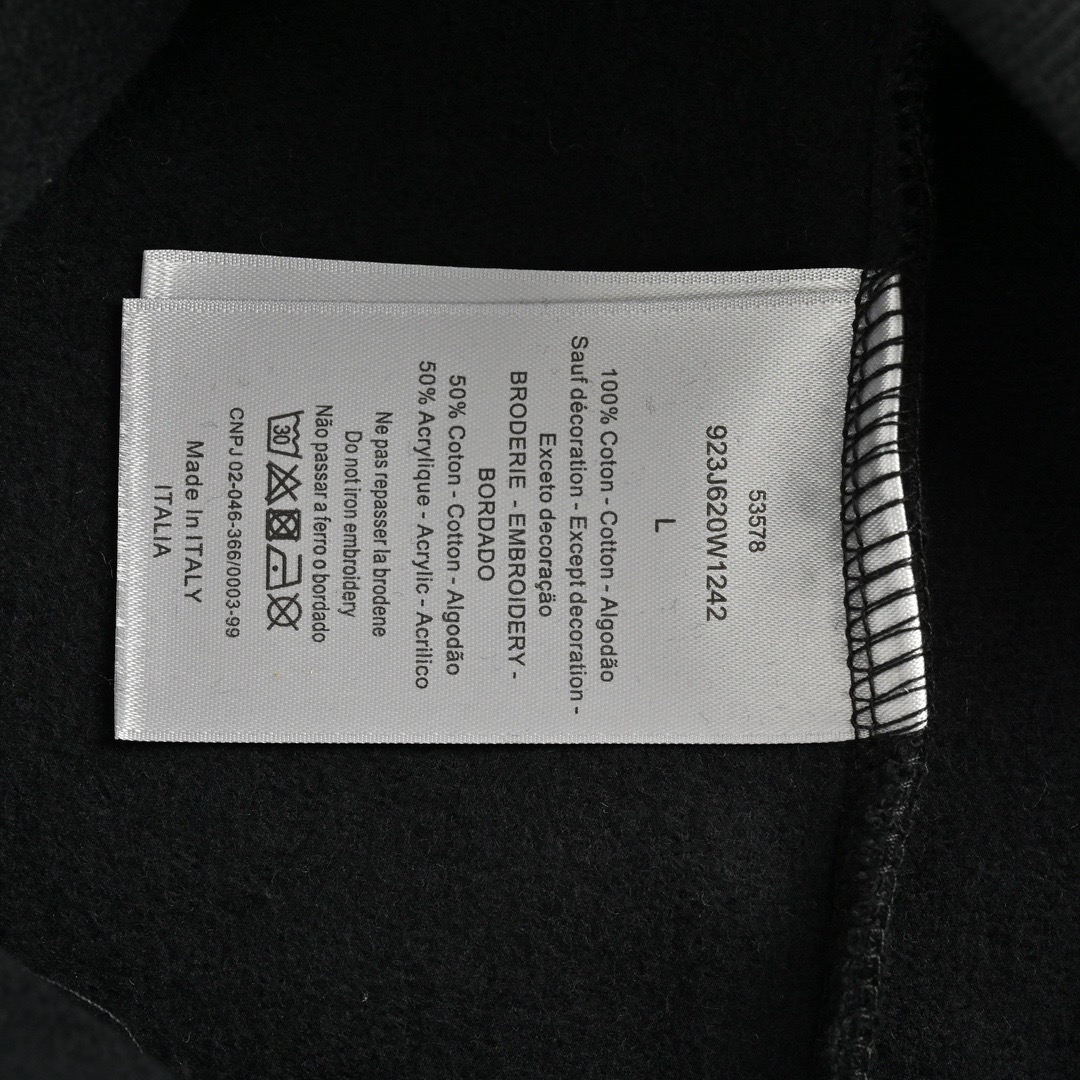 53578
923J620W1242
L
100% Coton - Cotton - Algodão
Sauf décoration - Except decoration -
Exceto decoração
BRODERIE - EMBROIDERY -
BORDADO
50% Coton - Cotton - Algodão
50% Acrylique - Acrylic - Acrilico
Ne pas repasser la brodene
Do not iron embroidery
Não passar a ferro o bordado
30
CNPJ 02-046-366/0003-99
Made In ITALY
ITALIA